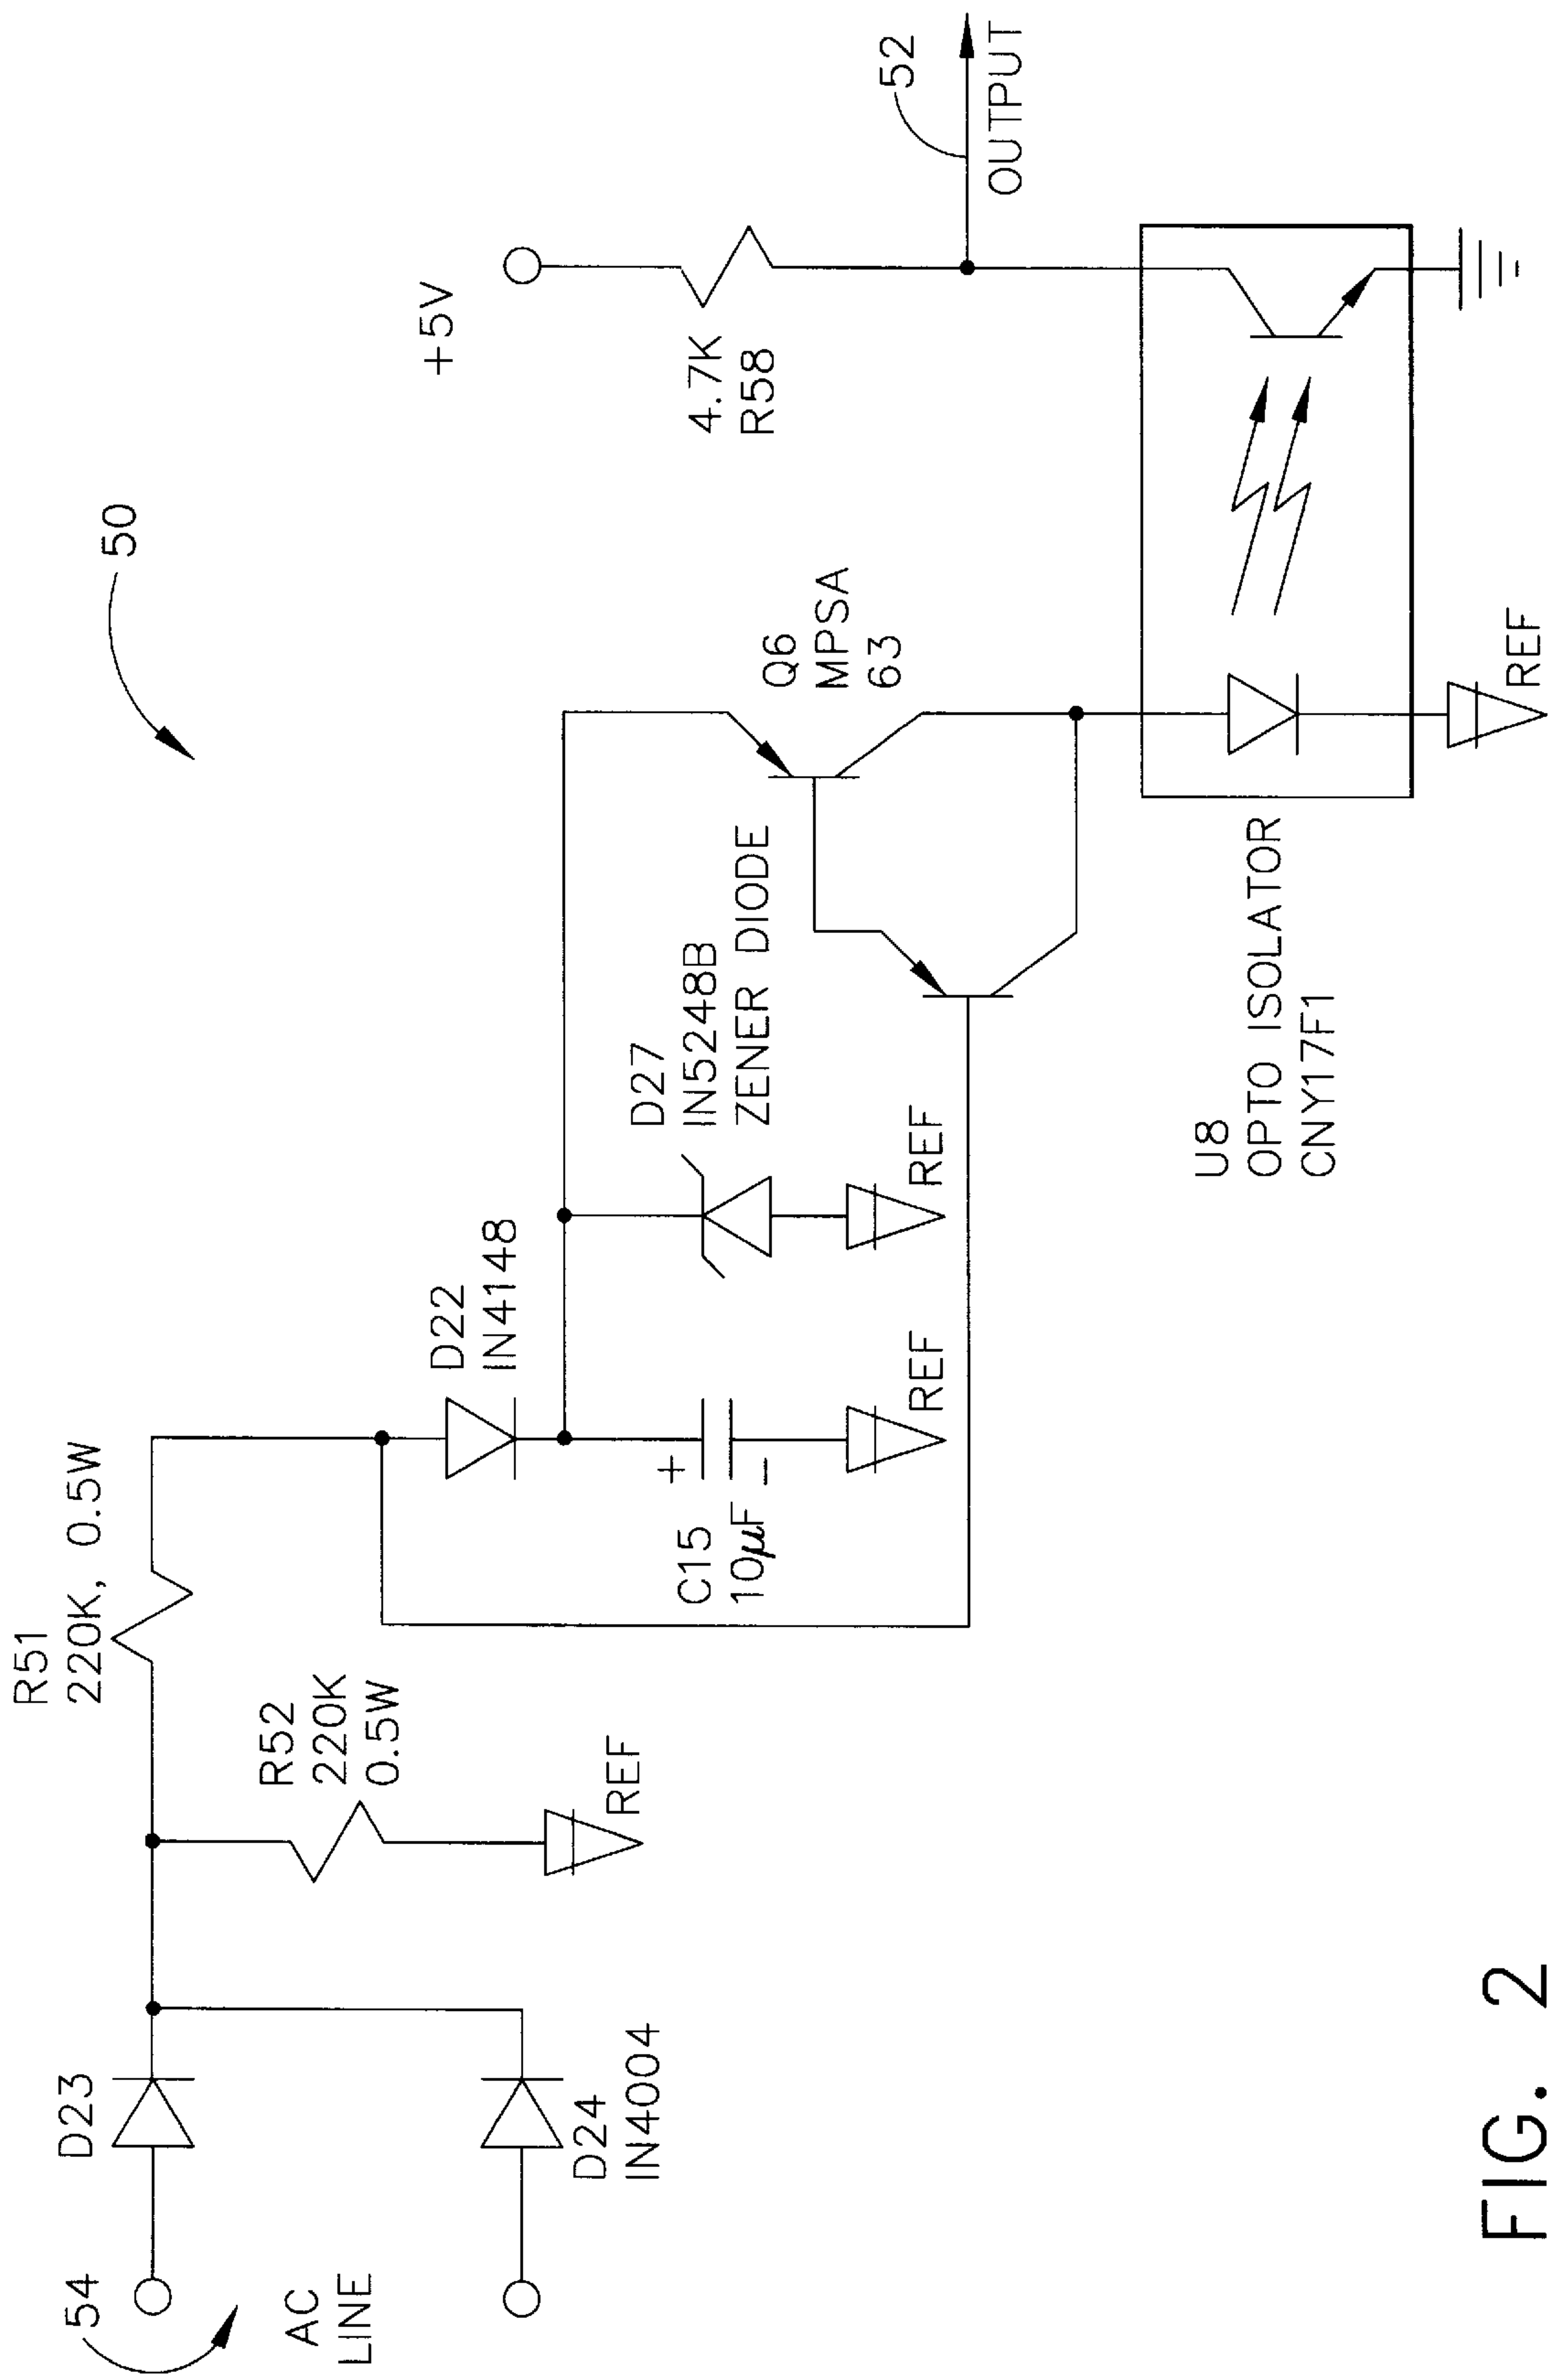 50
54
AC
LINE
D23
D24
IN4004
R52
220K
0.5W
REF
R51
220K, 0.5W
D22
IN4148
C15
+
10μF
−
REF
D27
IN5248B
ZENER DIODE
REF
Q6
MPSA
63
U8
OPTO ISOLATOR
CNY17F1
REF
+5V
4.7K
R58
52
OUTPUT
FIG. 2